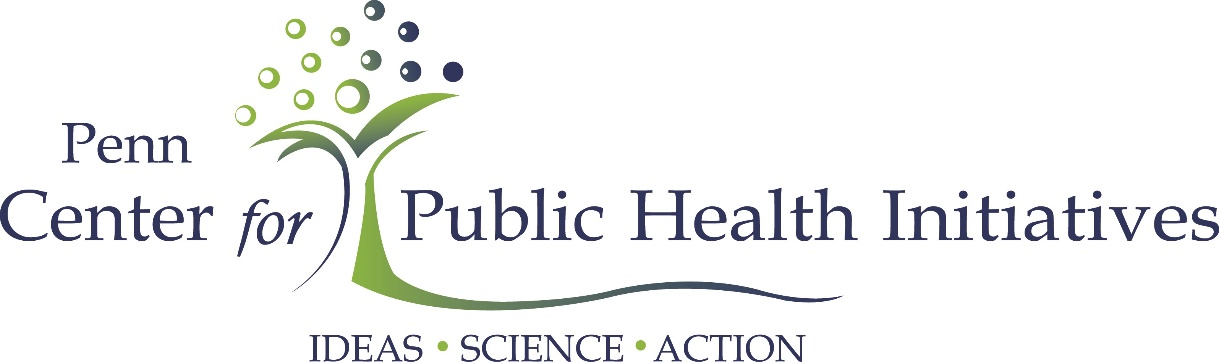 Penn
Center for Public Health Initiatives
IDEAS • SCIENCE • ACTION